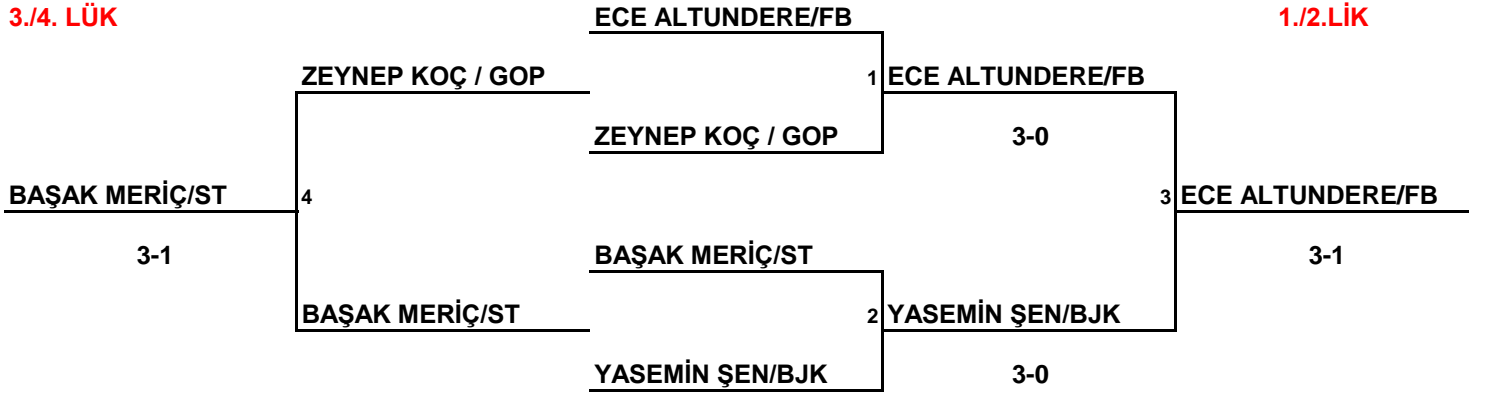 3./4. LÜK ECE ALTUNDERE/FB 1./2.LİK
ZEYNEP KOÇ / GOP 1 ECE ALTUNDERE/FB
ZEYNEP KOÇ / GOP 3-0
BAŞAK MERİÇ/ST 4 3 ECE ALTUNDERE/FB
3-1 BAŞAK MERİÇ/ST 3-1
BAŞAK MERİÇ/ST 2 YASEMİN ŞEN/BJK
YASEMİN ŞEN/BJK 3-0